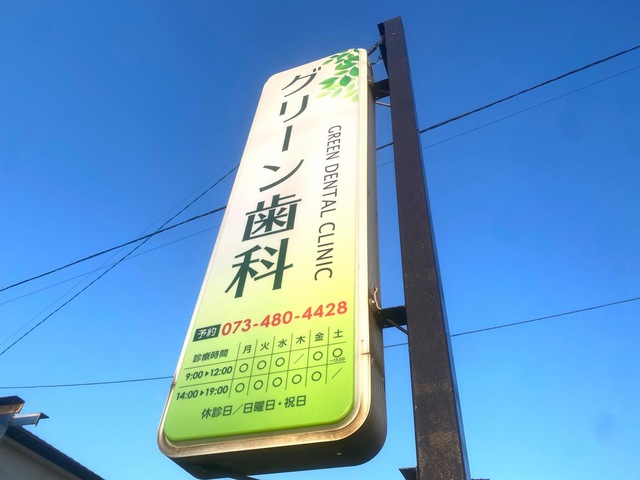 グリーン歯科
GREEN DENTAL CLINIC
予約 073-480-4428
診療時間 月 火 水 木 金 土
9:00▶12:00 ○ ○ ○ ／ ○ ○
14:00▶19:00 ○ ○ ○ ○ ○ ／
休診日／日曜日・祝日